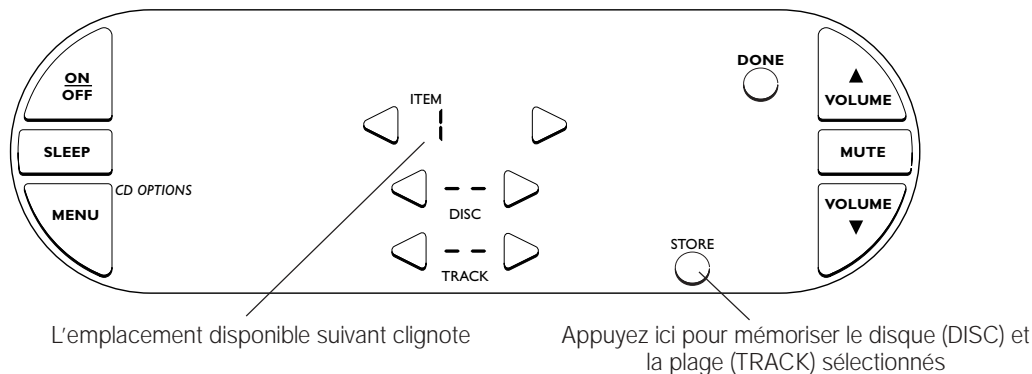 ON
OFF
SLEEP
MENU
CD OPTIONS
ITEM
1
-- DISC
-- TRACK
DONE
STORE
▲
VOLUME
MUTE
VOLUME
▼
L'emplacement disponible suivant clignote
Appuyez ici pour mémoriser le disque (DISC) et
la plage (TRACK) sélectionnés